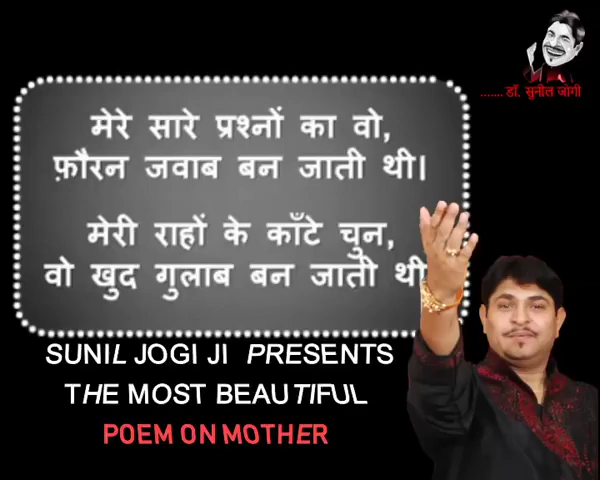 ....... डॉ. सुनील जोगी
मेरे सारे प्रश्नों का वो,
फ़ौरन जवाब बन जाती थी।
मेरी राहों के काँटे चुन,
वो खुद गुलाब बन जाती थी
SUNIL JOGI JI PRESENTS
THE MOST BEAUTIFUL
POEM ON MOTHER